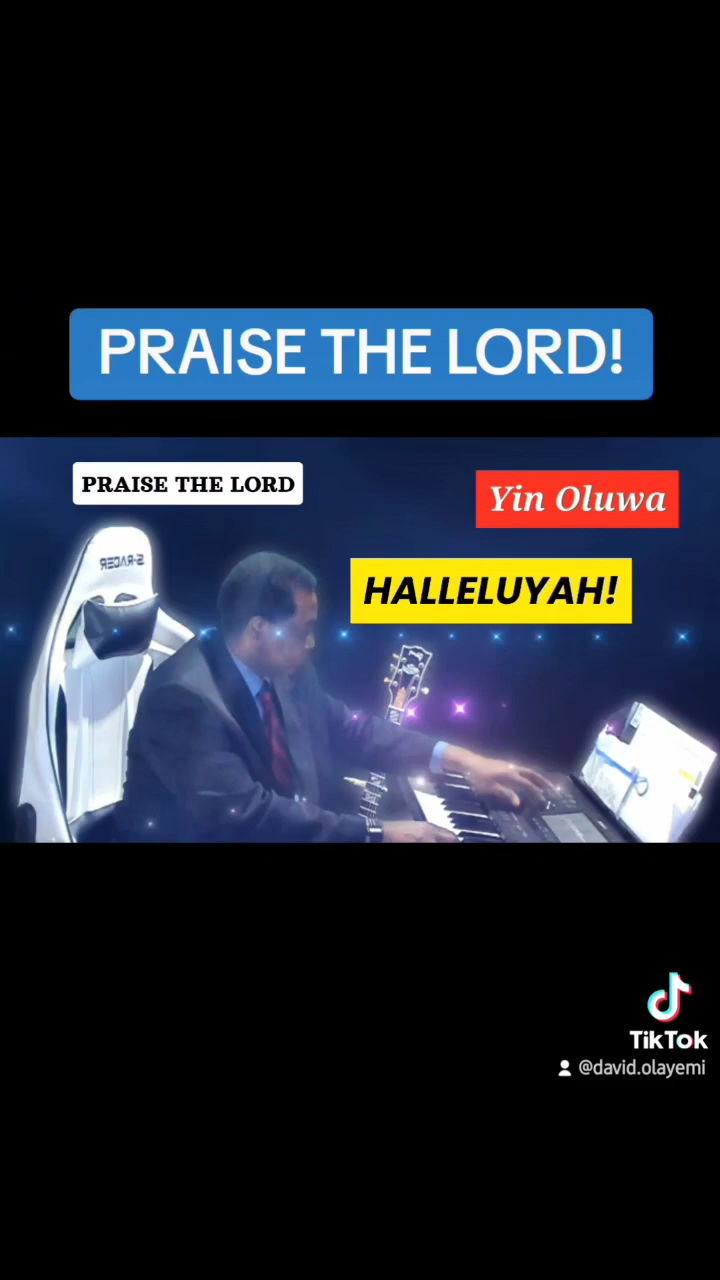 PRAISE THE LORD!
PRAISE THE LORD
Yin Oluwa
HALLELUYAH!
S-RACER
TikTok
@david.olayemi